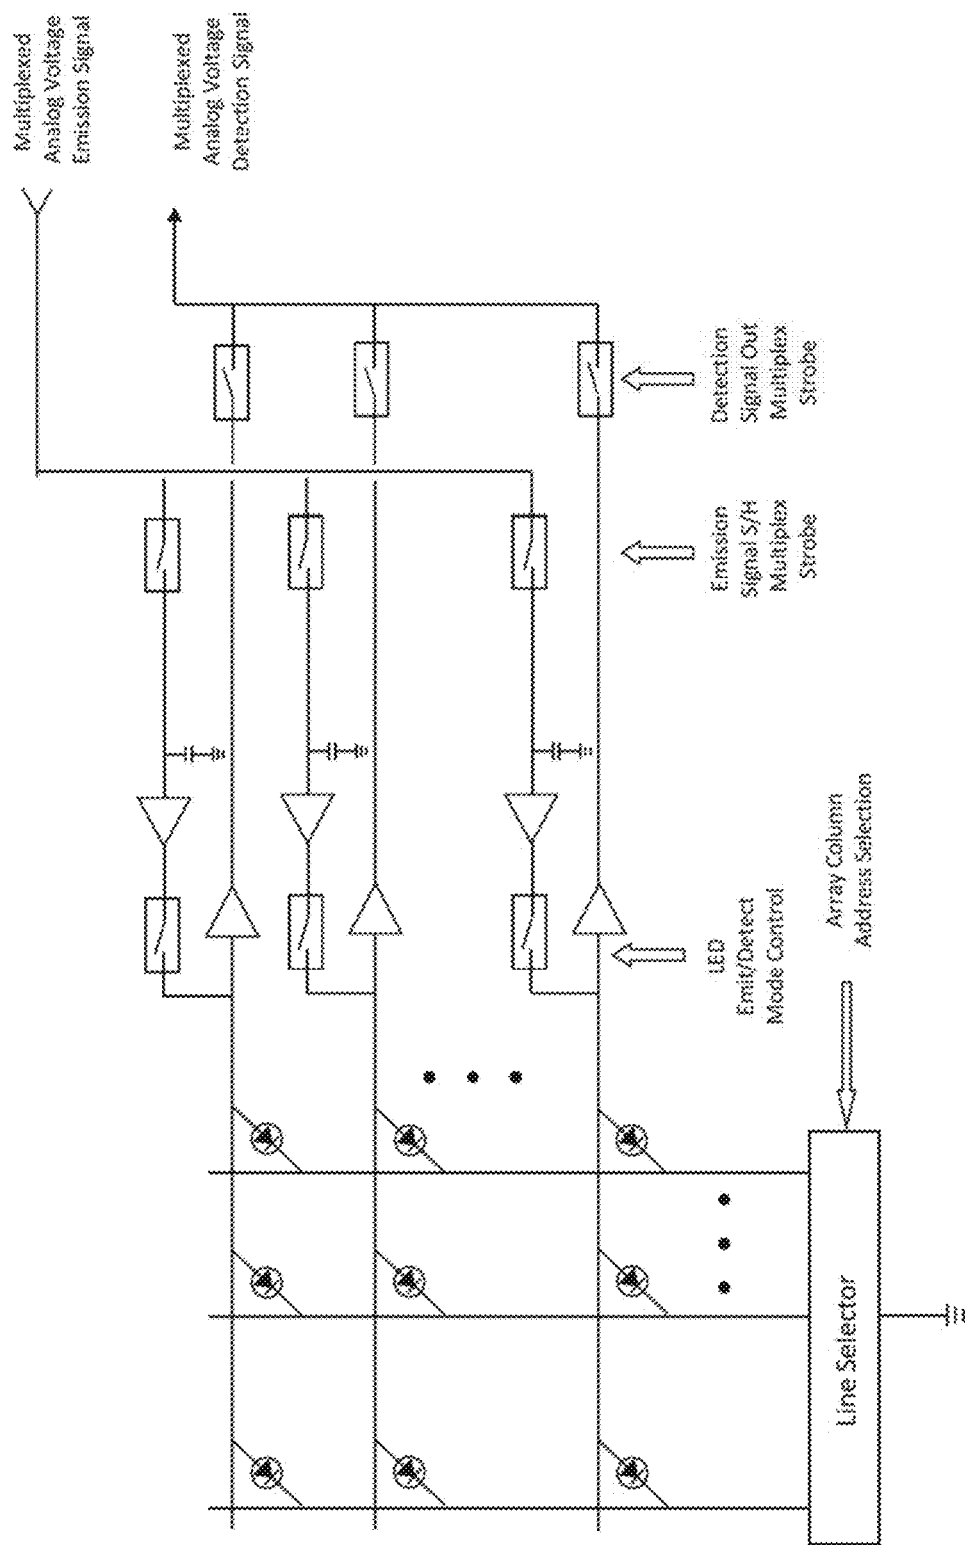 Multiplexed
Analog Voltage
Emission Signal
Multiplexed
Analog Voltage
Detection Signal
Detection
Signal Out
Multiplex
Strobe
Emission
Signal S/H
Multiplex
Strobe
LED
Emit/Detect
Mode Control
Array Column
Address Selection
Line Selector